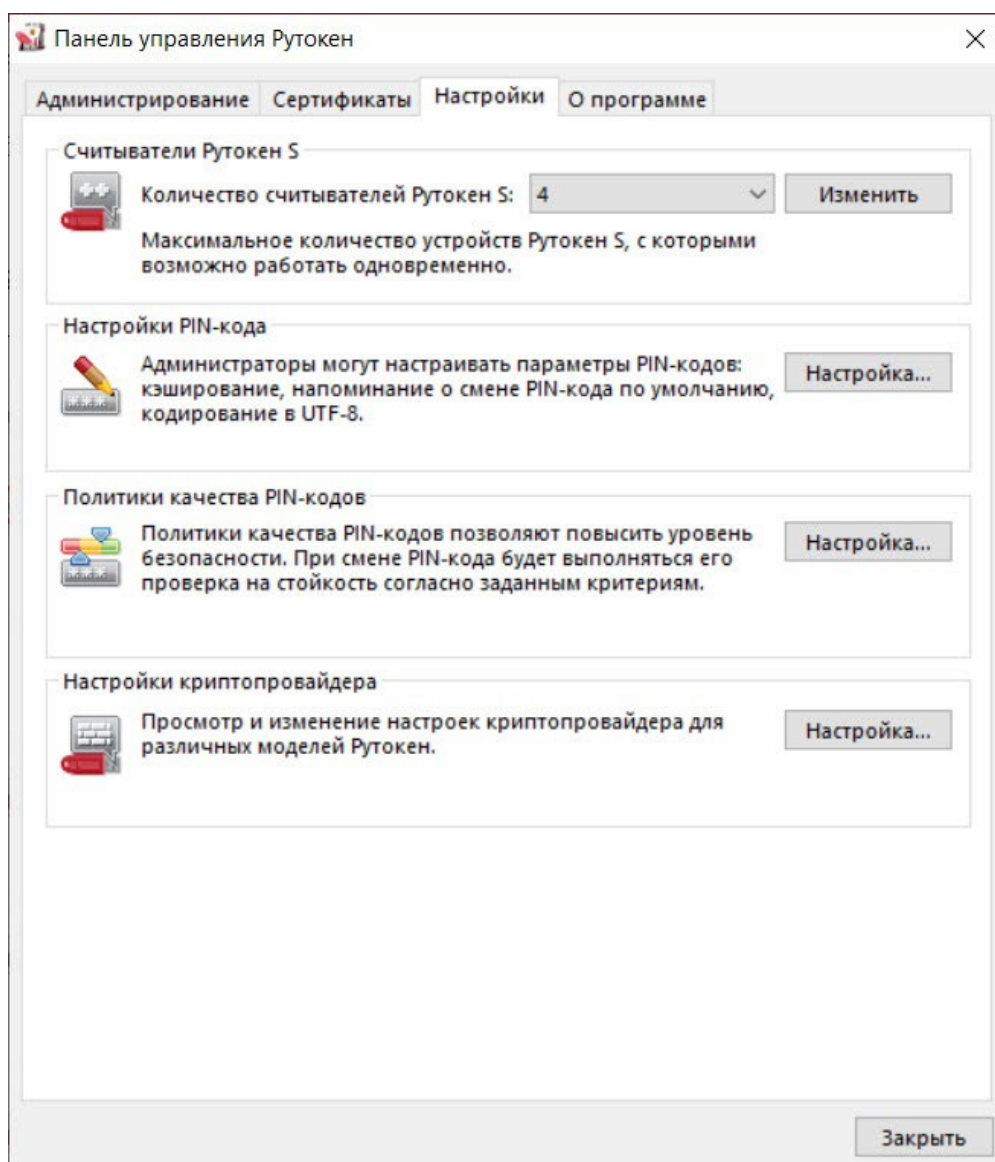 Панель управления Рутокен
Администрирование Сертификаты Настройки О программе
Считыватели Рутокен S
Количество считывателей Рутокен S: 4 Изменить
Максимальное количество устройств Рутокен S, с которыми
возможно работать одновременно.
Настройки PIN-кода
Администраторы могут настраивать параметры PIN-кодов:
кэширование, напоминание о смене PIN-кода по умолчанию,
кодирование в UTF-8.
Настройка...
Политики качества PIN-кодов
Политики качества PIN-кодов позволяют повысить уровень
безопасности. При смене PIN-кода будет выполняться его
проверка на стойкость согласно заданным критериям.
Настройка...
Настройки криптопровайдера
Просмотр и изменение настроек криптопровайдера для
различных моделей Рутокен.
Настройка...
Закрыть